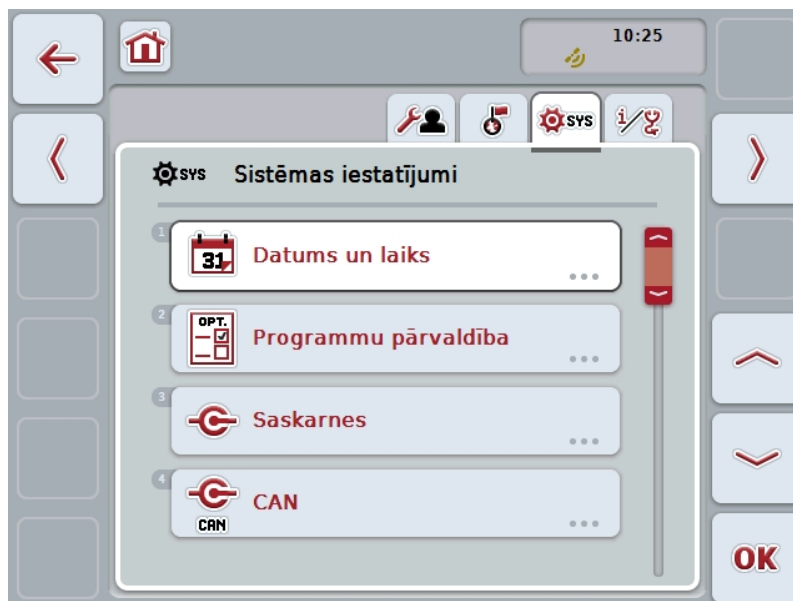 10:25
i/
SYS
SYS Sistēmas iestatījumi
1
31
Datums un laiks
2
OPT.
Programmu pārvaldība
3
Saskarnes
4
CAN
CAN
OK